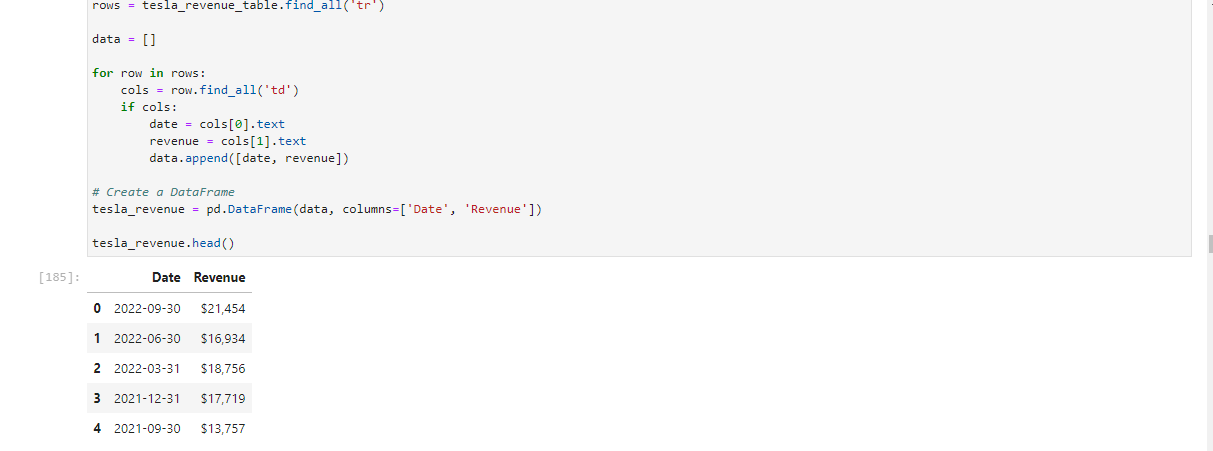 rows = tesla_revenue_table.find_all('tr')
data = []
for row in rows:
    cols = row.find_all('td')
    if cols:
        date = cols[0].text
        revenue = cols[1].text
        data.append([date, revenue])
# Create a DataFrame
tesla_revenue = pd.DataFrame(data, columns=['Date', 'Revenue'])
tesla_revenue.head()
[185]: Date Revenue
0 2022-09-30 $21,454
1 2022-06-30 $16,934
2 2022-03-31 $18,756
3 2021-12-31 $17,719
4 2021-09-30 $13,757